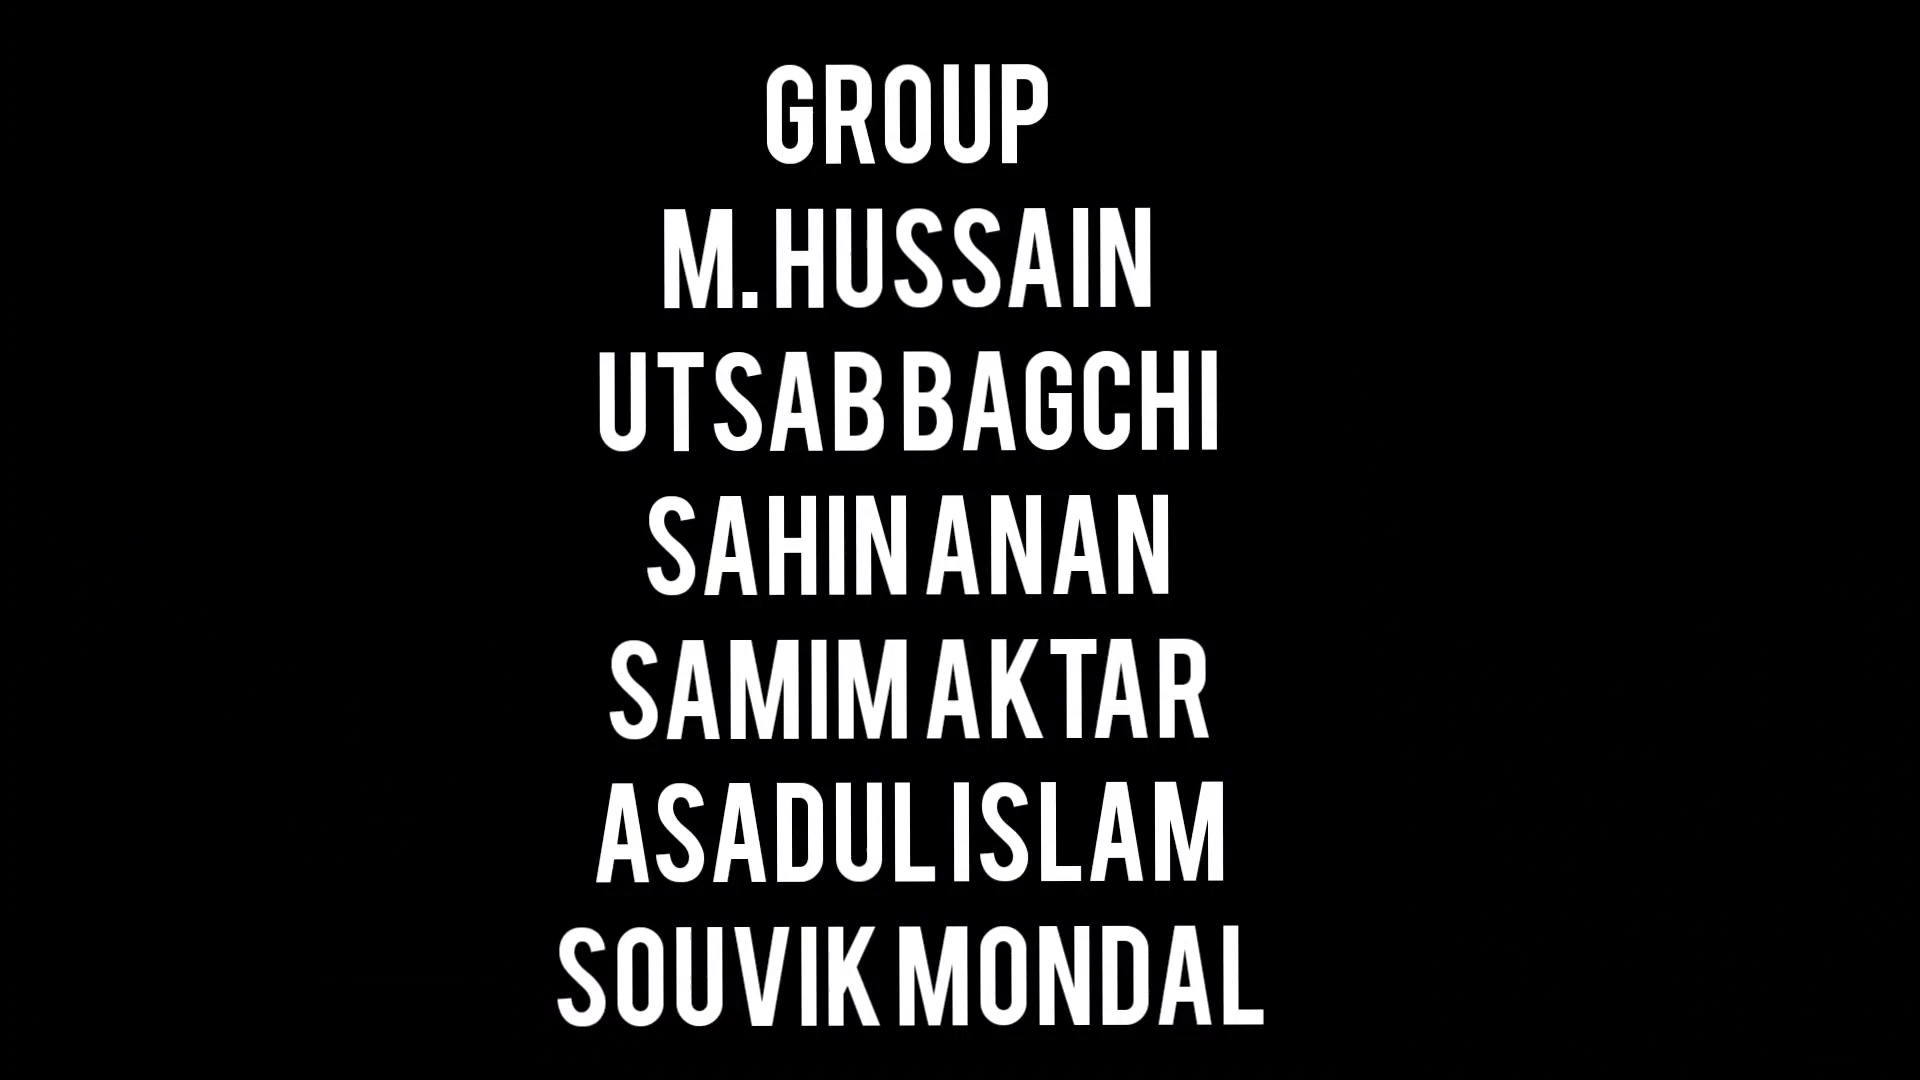 GROUP
M. HUSSAIN
UTSAB BAGCHI
SAHIN ANAN
SAMIM AKTAR
ASADUL ISLAM
SOUVIK MONDAL